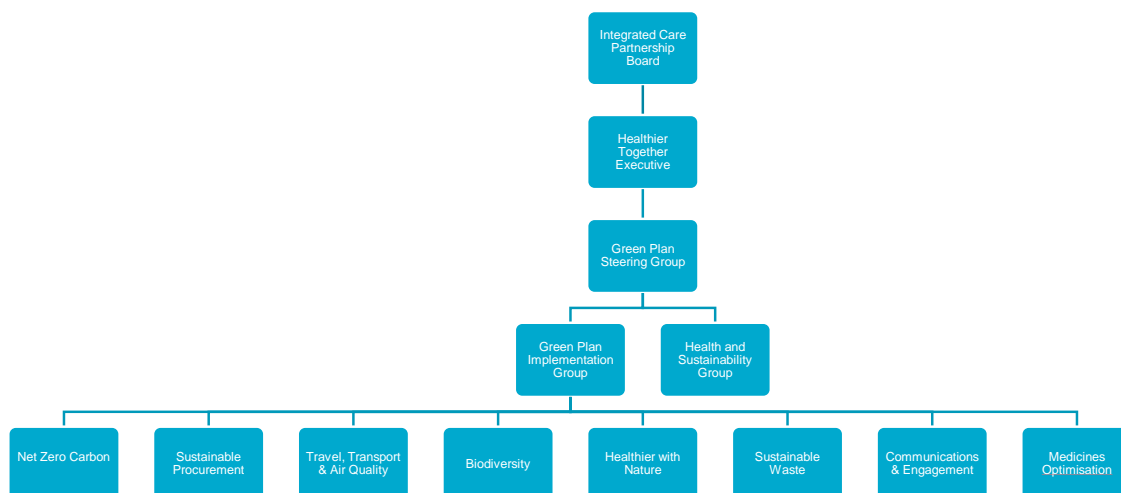 Integrated Care
Partnership
Board
Healthier
Together
Executive
Green Plan
Steering Group
Green Plan
Implementation
Group
Health and
Sustainability
Group
Net Zero Carbon
Sustainable
Procurement
Travel, Transport
& Air Quality
Biodiversity
Healthier with
Nature
Sustainable
Waste
Communications
& Engagement
Medicines
Optimisation